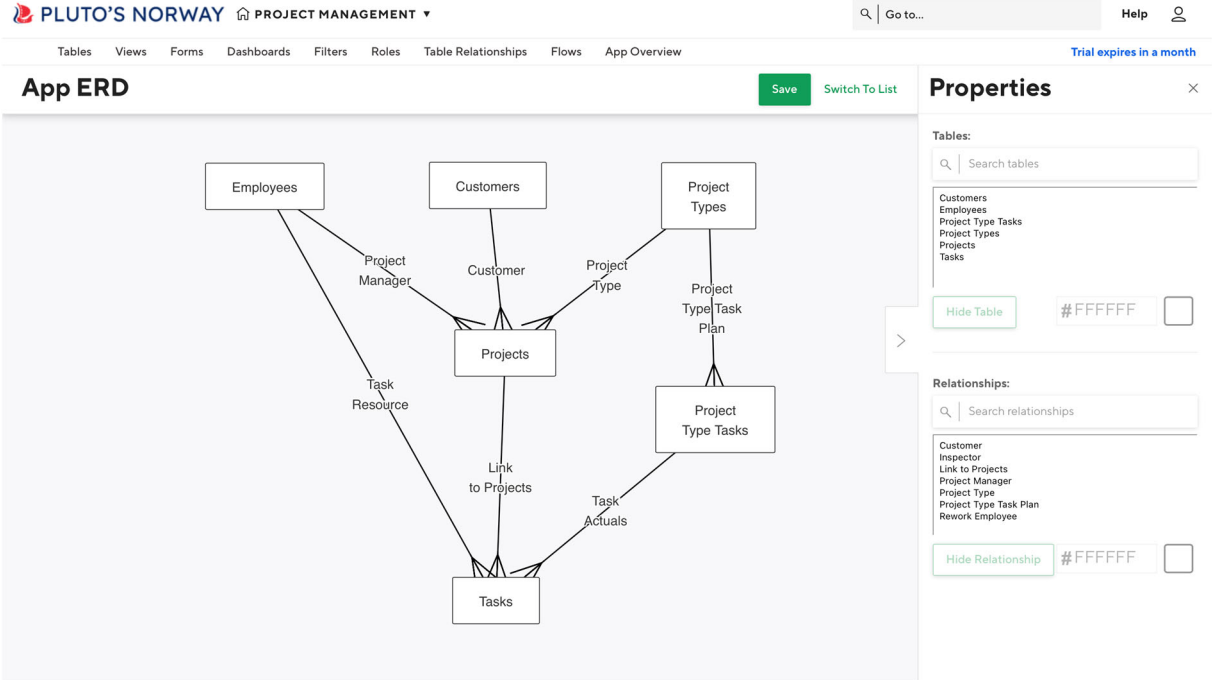 PLUTO'S NORWAY PROJECT MANAGEMENT ▼ Go to... Help
Tables Views Forms Dashboards Filters Roles Table Relationships Flows App Overview Trial expires in a month
App ERD Save Switch To List
Employees
Customers
Project
Types
Project
Manager
Customer
Project
Type
Project
Type Task
Plan
Projects
Task
Resource
Project
Type Tasks
Link
to Projects
Task
Actuals
Tasks
Properties
Tables:
Search tables
Customers
Employees
Project Type Tasks
Project Types
Projects
Tasks
Hide Table #FFFFFF
Relationships:
Search relationships
Customer
Inspector
Link to Projects
Project Manager
Project Type
Project Type Task Plan
Rework Employee
Hide Relationship #FFFFFF